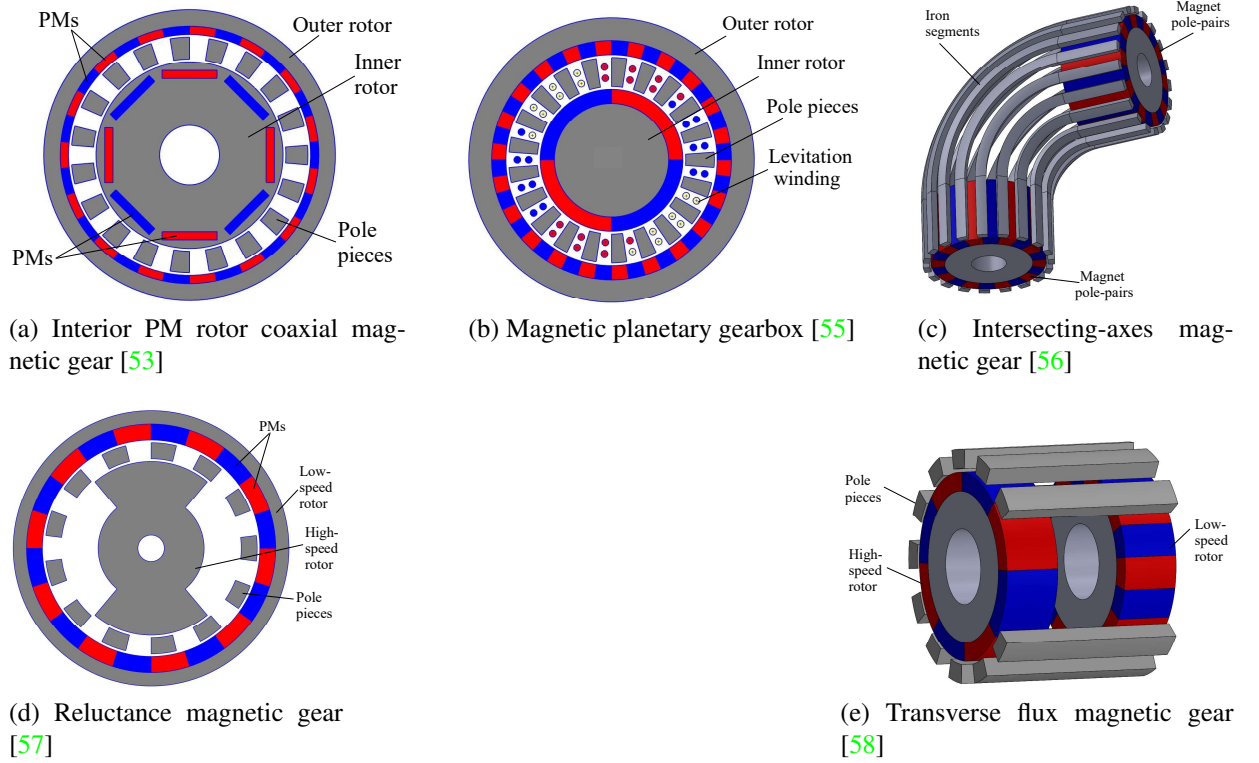 PMs
Outer rotor
Inner
rotor
PMs
Pole
pieces
(a) Interior PM rotor coaxial mag-
netic gear [53]
Outer rotor
Inner rotor
Pole pieces
Levitation
winding
(b) Magnetic planetary gearbox [55]
Iron
segments
Magnet
pole-pairs
Magnet
pole-pairs
(c) Intersecting-axes mag-
netic gear [56]
PMs
Low-
speed
rotor
High-
speed
rotor
Pole
pieces
(d) Reluctance magnetic gear
[57]
Pole
pieces
High-
speed
rotor
Low-
speed
rotor
(e) Transverse flux magnetic gear
[58]